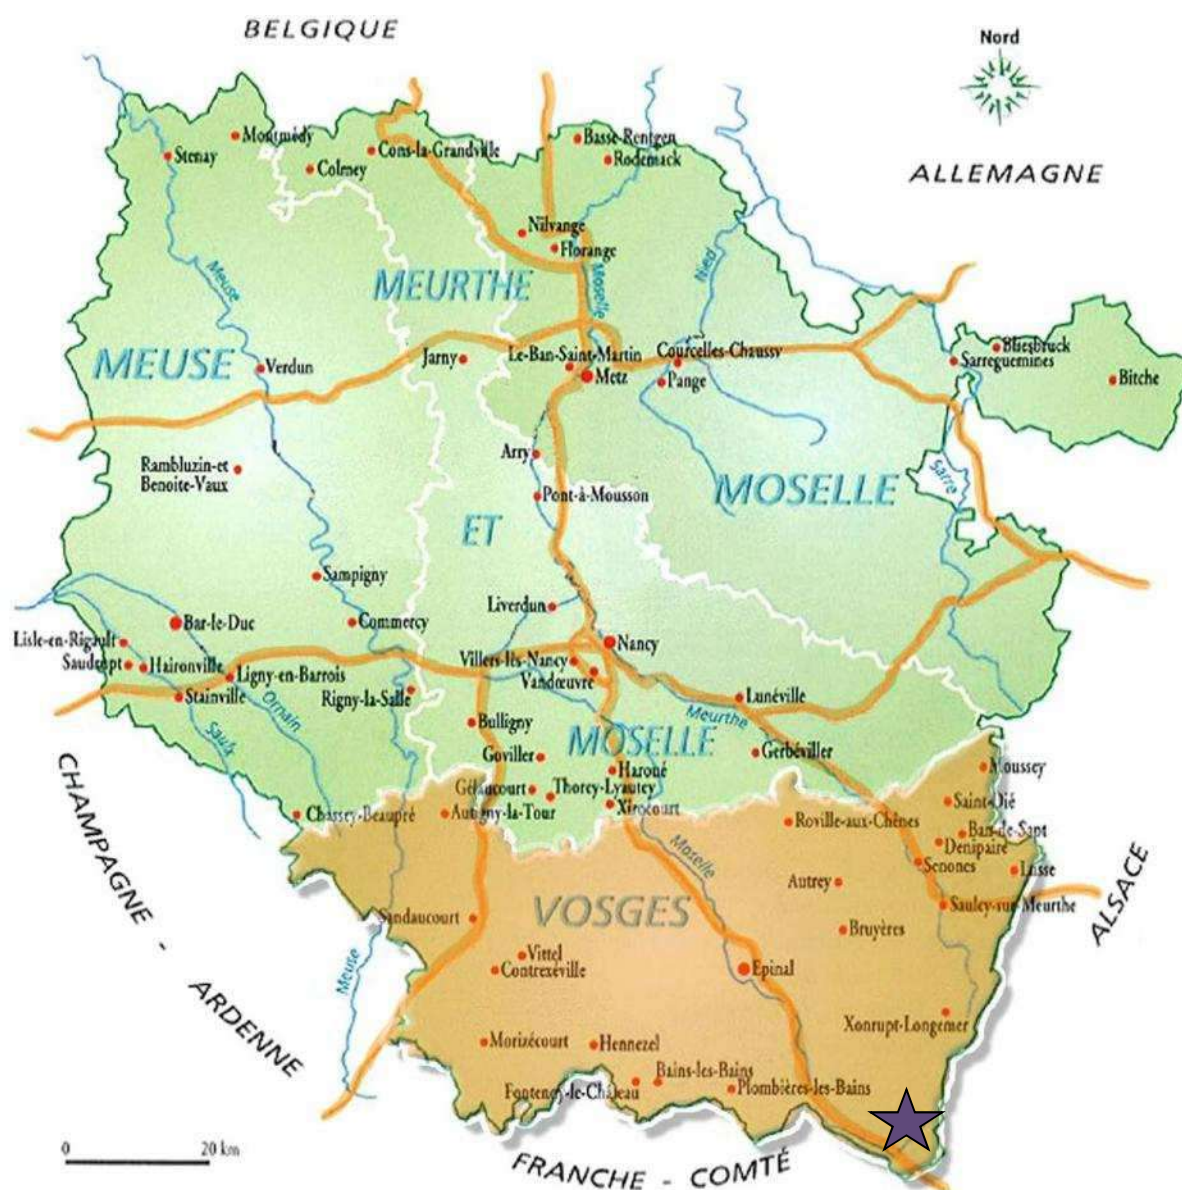 BELGIQUE
Nord
ALLEMAGNE
Montmédy
Stenay
Colmey
Cons-la-Grandville
Basse-Rentgen
Rodemack
Nilvange
Florange
Meuse
Moselle
Nied
MEURTHE
MEUSE
Verdun
Jarny
Le-Ban-Saint-Martin
Metz
Courcelles-Chaussy
Pange
Bliesbruck
Sarreguemines
Bitche
Rambluzin-et
Benoite-Vaux
Arry
Pont-à-Mousson
MOSELLE
Sarre
ET
Sampigny
Liverdun
Bar-le-Duc
Commercy
Lisle-en-Rigault
Saudrupt
Haironville
Ligny-en-Barrois
Stainville
Rigny-la-Salle
Nancy
Villers-lès-Nancy
Vandœuvre
Lunéville
Ornain
Saulx
Meurthe
Bulligny
MOSELLE
Goviller
Gerbéviller
Haroué
Moussey
Gélaucourt
Thorey-Lyautey
Xirocourt
Saint-Dié
Chassey-Beaupré
Autigny-la-Tour
Roville-aux-Chênes
Ban-de-Sapt
Denipaire
Senones
Lusse
Moselle
Autrey
Saulcy-sur-Meurthe
CHAMPAGNE - ARDENNE
ALSACE
VOSGES
Sandaucourt
Bruyères
Vittel
Contrexéville
Epinal
Meuse
Xonrupt-Longemer
Morizécourt
Hennezel
Bains-les-Bains
Fontenoy-le-Château
Plombières-les-Bains
0 20 km
FRANCHE - COMTÉ